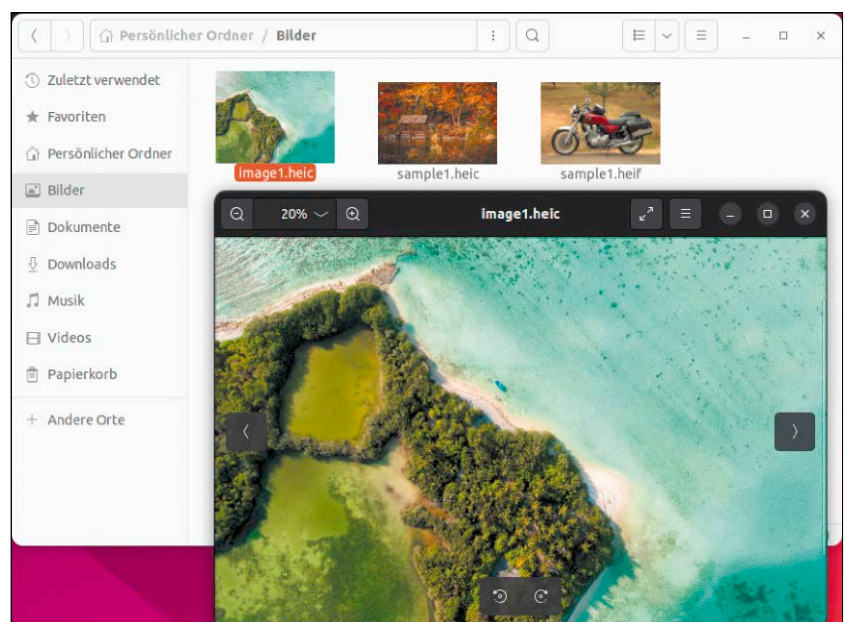 Persönlicher Ordner / Bilder
Zuletzt verwendet
Favoriten
Persönlicher Ordner
Bilder
Dokumente
Downloads
Musik
Videos
Papierkorb
+ Andere Orte
image1.heic
sample1.heic
sample1.heif
20%
image1.heic